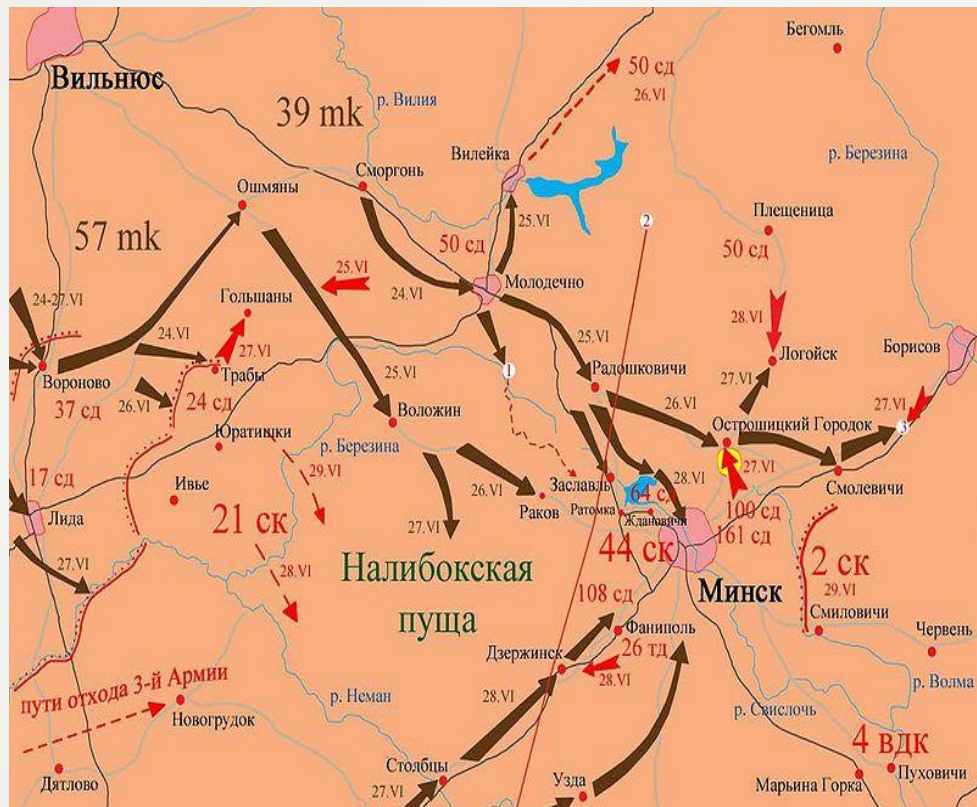 Бегомль
Вильнюс
50 сд
26.VI
39 mk
р. Вилия
Вилейка
р. Березина
Сморгонь
Ошмяны
2
Плещеница
57 mk
50 сд
25.VI
50 сд
25.VI
Молодечно
24-27.VI
Гольшаны
24.VI
28.VI
24.VI
25.VI
Логойск
Борисов
27.VI
1
Вороново
Трабы
Радошковичи
27.VI
37 сд
26.VI
24 сд
25.VI
Воложин
26.VI
27.VI
Острошицкий Городок
3
Юратишки
р. Березина
29.VI
28.VI
27.VI
17 сд
26.VI
Заславль
Смолевичи
Ивье
Раков
64 сд
Лида
21 ск
Ратомка
Ждановичи
100 сд
27.VI
161 сд
44 ск
27.VI
28.VI
Налибокская
пуща
2 ск
Минск
29.VI
108 сд
Смиловичи
Фаниполь
Червень
Дзержинск
26 тд
28.VI
р. Волма
пути отхода 3-й Армии
р. Неман
28.VI
Новогрудок
р. Свислочь
4 вдк
Столбцы
Дятлово
27.VI
Узда
Марьина Горка
Пуховичи